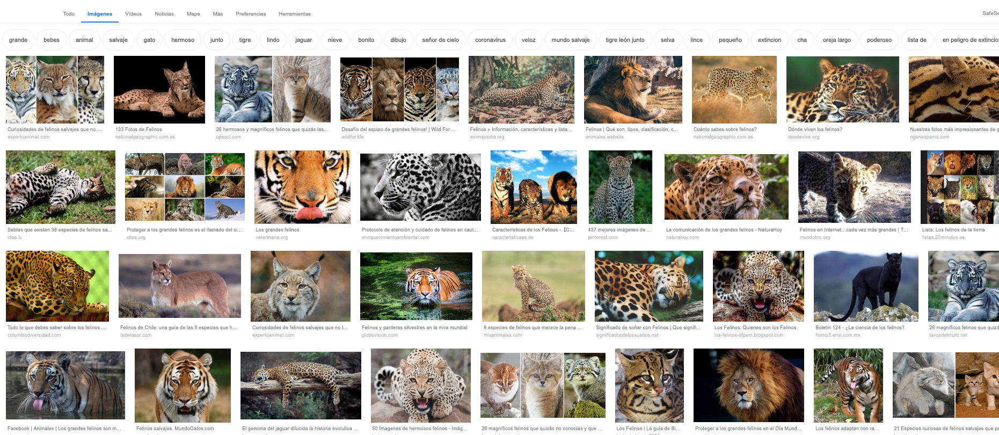 Todo Imágenes Vídeos Noticias Maps Más Preferencias Herramientas SafeSe
grande bebes animal salvaje gato hermoso junto tigre lindo jaguar nieve bonito dibujo señor de cielo coronavirus veloz mundo salvaje tigre león junto selva lince pequeño extincion cha oreja largo poderoso lista de en peligro de extincion
Curiosidades de felinos salvajes que no ... 133 Fotos de Felinos 26 hermosos y magníficos felinos que quizás las... Desafío del equipo de grandes felinos! | Wild For ... Felinos » Información, características y lista... Felinos | Qué son, tipos, clasificación, c... Cuánto sabes sobre felinos? Dónde viven los felinos? Nuestras fotos más impresionantes de g
expertoanimal.com nationalgeographic.com.es upsocl.com wildfor.life animapedia.org animales.website nationalgeographic.com.es dondevive.org ngenespanol.com
Sabías que existen 38 especies de felinos sa... Proteger a los grandes felinos es el llamado del si... Los grandes felinos Protocolo de atención y cuidado de felinos en caut... Características de los Felinos -【C... 437 mejores imágenes de ... La comunicación de los grandes felinos - NaturaHoy Felinos en Internet...cada vez más grandes | T... Lista: Los felinos de la tierra
idea.lu cites.org veterinaria.org enriquecimientoambiental.com caracteristicass.de pinterest.com naturahoy.com mundotnc.org listas.20minutos.es
Todo lo que debes saber sobre los felinos ... Felinos de Chile: una guía de las 5 especies que h... Curiosidades de felinos salvajes que no t... Felinos y panteras silvestres en la mira mundial 8 especies de felinos que merece la pena ... Significado de soñar con Felinos | Que signifi... Los Felinos: Quienes son los Felinos Boletín 124 - ¿La ciencia de los felinos? 26 magníficos felinos que quizá
colombiodiversidad.com laderasur.com expertoanimal.com globovision.com misanimales.com significadosdelossuenos.net los-felinos-efpem.blogspot.com horno3.ensi.com.mx lavozdelmuro.net
Facebook | Animales | Los grandes felinos son m... Felinos salvajes. MundoGatos.com El genoma del jaguar dilucida la historia evolutiva ... 50 Imagenes de hermosos felinos - Imág... 26 magníficos felinos que quizás no conocías y que ... Los Felinos | La guía de Bi... Proteger a los grandes felinos en el Día Mund... Los felinos adaptan con ra... 21 Especies curiosas de felinos salvajes que pr